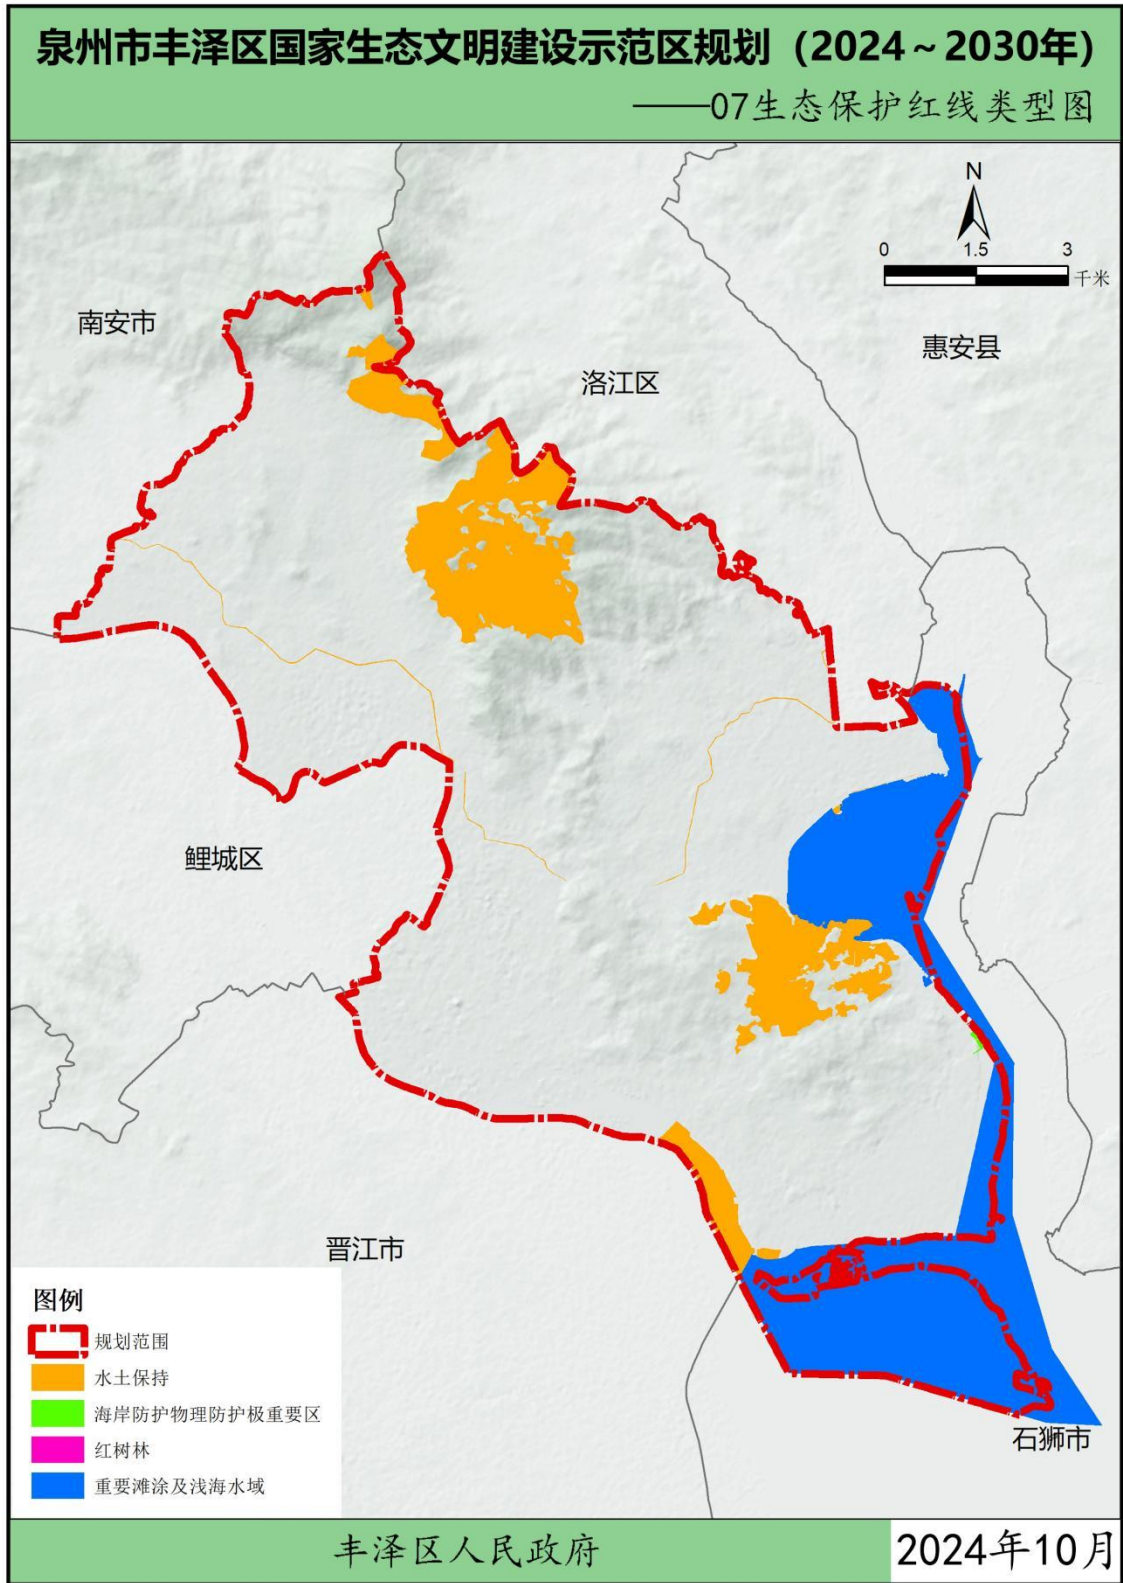 泉州市丰泽区国家生态文明建设示范区规划（2024～2030年）
——07生态保护红线类型图
N
0 1.5 3
千米
南安市
惠安县
洛江区
鲤城区
晋江市
石狮市
图例
规划范围
水土保持
海岸防护物理防护极重要区
红树林
重要滩涂及浅海水域
丰泽区人民政府
2024年10月